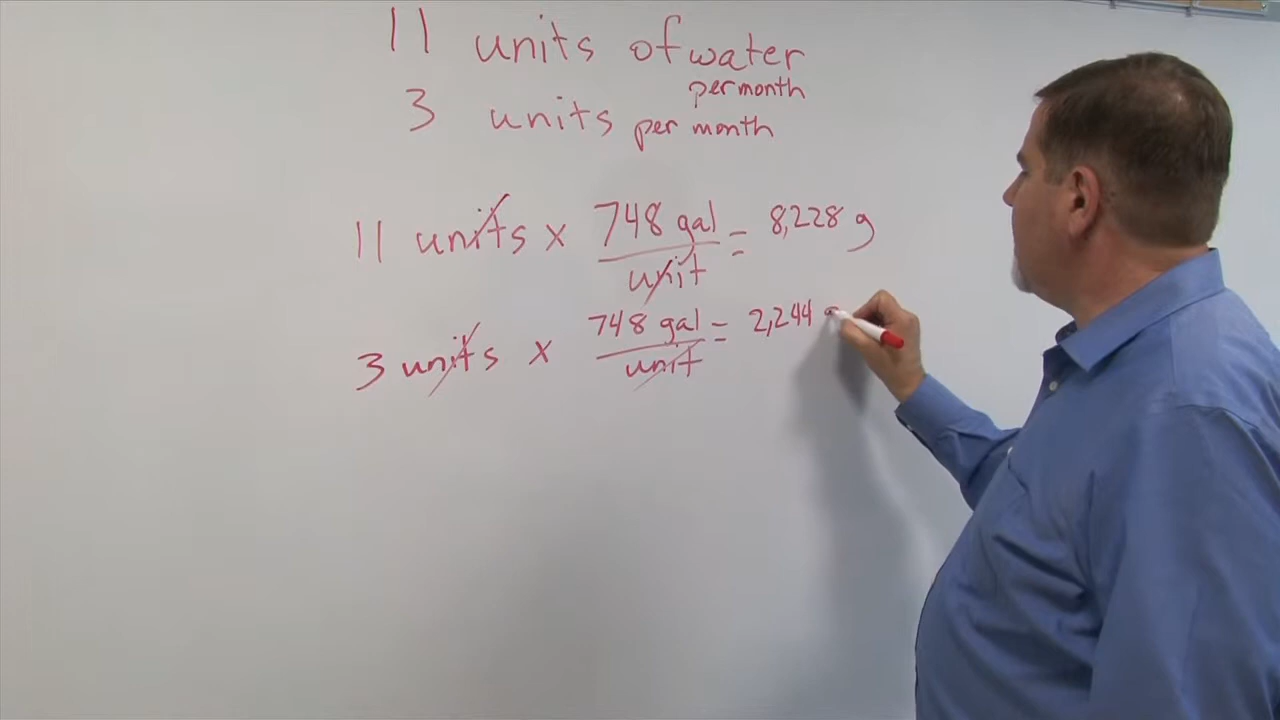 11 units of water
per month
3 units per month
11 units x 748 gal = 8,228 g
unit
3 units x 748 gal = 2,244 g
unit